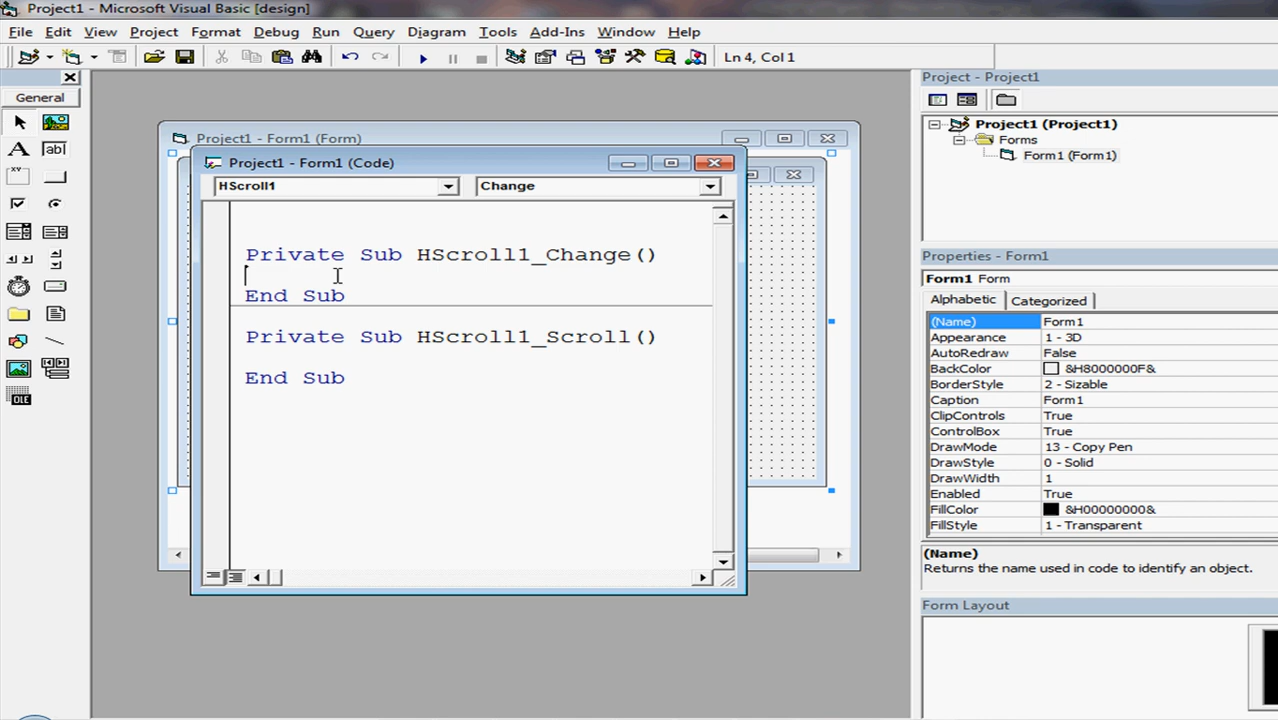 Project1 - Microsoft Visual Basic [design]
File Edit View Project Format Debug Run Query Diagram Tools Add-Ins Window Help
Ln 4, Col 1
General
A
ab
XY
OLE
Project1 - Form1 (Form)
Project1 - Form1 (Code)
HScroll1 Change
Private Sub HScroll1_Change()
End Sub
Private Sub HScroll1_Scroll()
End Sub
Project - Project1
Project1 (Project1)
Forms
Form1 (Form1)
Properties - Form1
Form1 Form
Alphabetic Categorized
(Name) Form1
Appearance 1 - 3D
AutoRedraw False
BackColor &H8000000F&
BorderStyle 2 - Sizable
Caption Form1
ClipControls True
ControlBox True
DrawMode 13 - Copy Pen
DrawStyle 0 - Solid
DrawWidth 1
Enabled True
FillColor &H00000000&
FillStyle 1 - Transparent
(Name)
Returns the name used in code to identify an object.
Form Layout